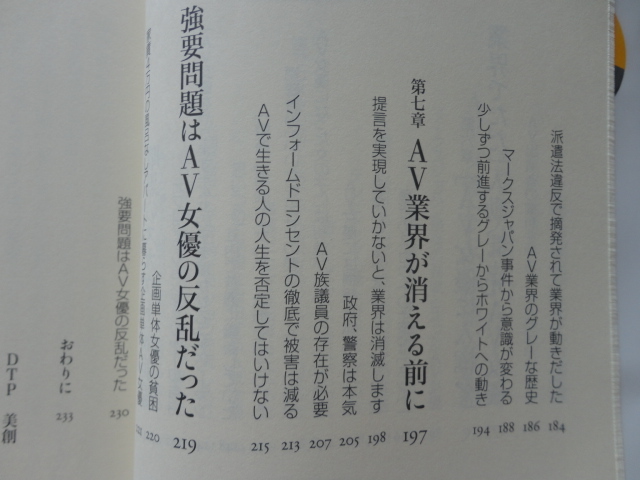 派遣法違反で摘発されて業界が動きだした 184
AV業界のグレーな歴史 186
マークスジャパン事件から意識が変わる 188
少しずつ前進するグレーからホワイトへの動き 194
第七章 AV業界が消える前に 197
提言を実現していかないと、業界は消滅します 198
政府、警察は本気 205
AV族議員の存在が必要 207
インフォームドコンセントの徹底で被害は減る 213
AVで生きる人の人生を否定してはいけない 215
強要問題はAV女優の反乱だった 219
企画単体女優の貧困 220
強要問題はAV女優の反乱だった 230
おわりに 233
DTP 美創